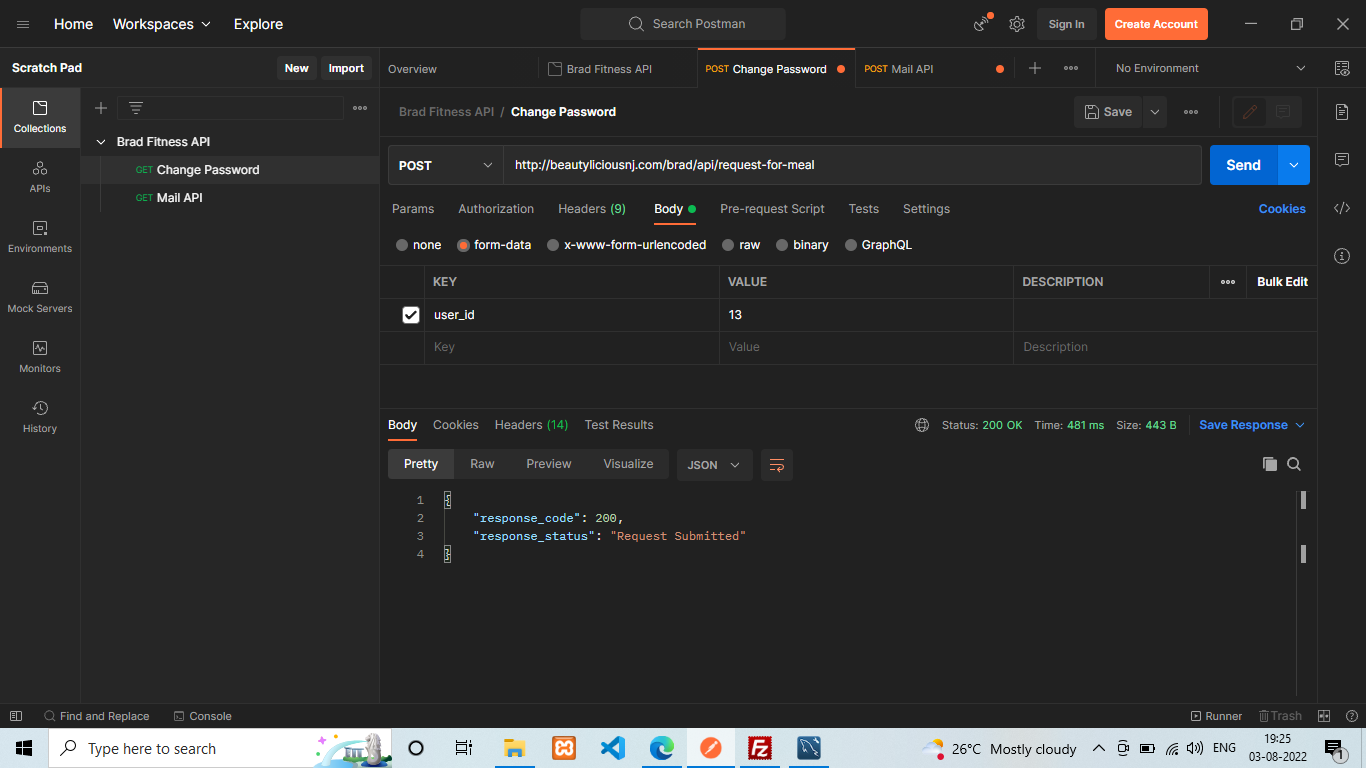 Home Workspaces Explore Search Postman Sign In Create Account
Scratch Pad New Import Overview Brad Fitness API POST Change Password POST Mail API No Environment
Collections
APIs
Environments
Mock Servers
Monitors
History
Brad Fitness API
GET Change Password
GET Mail API
Brad Fitness API / Change Password Save
POST http://beautyliciousnj.com/brad/api/request-for-meal Send
Params Authorization Headers (9) Body Pre-request Script Tests Settings Cookies
none form-data x-www-form-urlencoded raw binary GraphQL
KEY VALUE DESCRIPTION Bulk Edit
user_id 13
Key Value Description
Body Cookies Headers (14) Test Results Status: 200 OK Time: 481 ms Size: 443 B Save Response
Pretty Raw Preview Visualize JSON
1 {
2 "response_code": 200,
3 "response_status": "Request Submitted"
4 }
Find and Replace Console Runner Trash
Type here to search 26°C Mostly cloudy ENG 19:25
03-08-2022 1